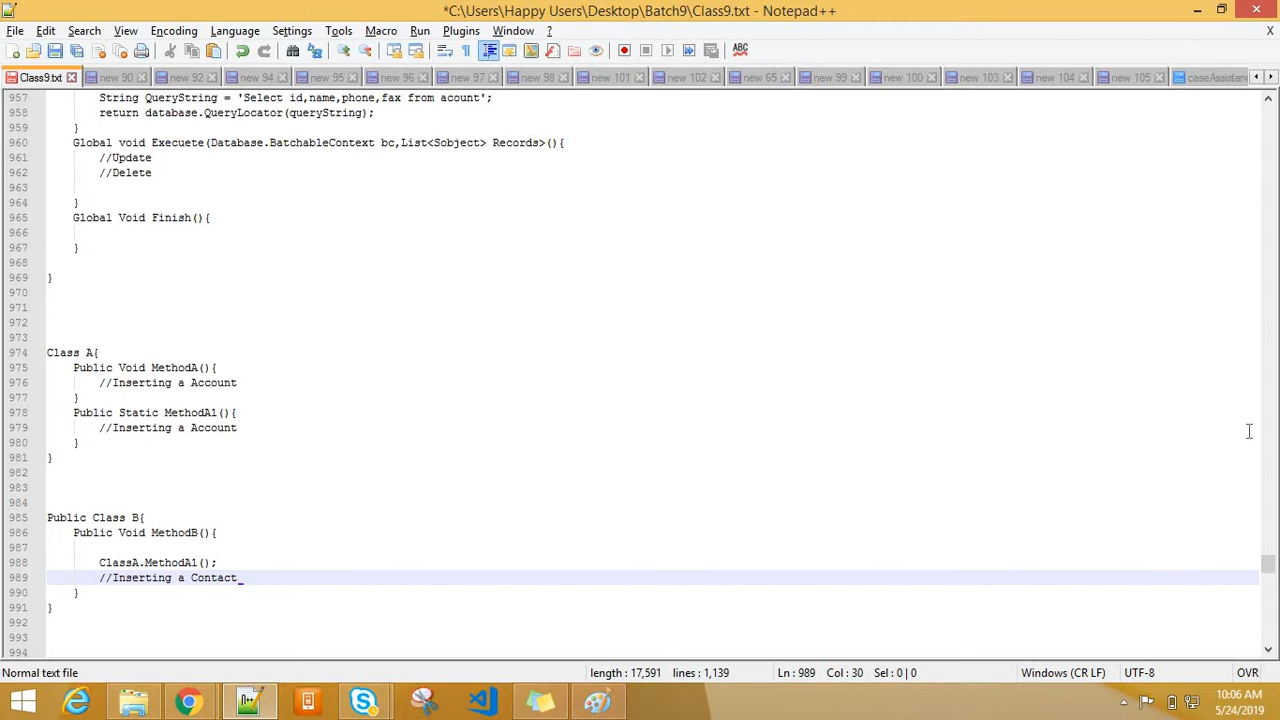 *C:\Users\Happy Users\Desktop\Batch9\Class9.txt - Notepad++
File Edit Search View Encoding Language Settings Tools Macro Run Plugins Window ? X
Class9.txt new 90 new 92 new 94 new 95 new 96 new 97 new 98 new 101 new 102 new 65 new 99 new 100 new 103 new 104 new 105 caseAssistan
957 String QueryString = 'Select id,name,phone,fax from acount';
958 return database.QueryLocator(queryString);
959 }
960 Global void Execuete(Database.BatchableContext bc,List<Sobject> Records>(){
961 //Update
962 //Delete
963
964 }
965 Global Void Finish(){
966
967 }
968
969 }
970
971
972
973
974 Class A{
975 Public Void MethodA(){
976 //Inserting a Account
977 }
978 Public Static MethodA1(){
979 //Inserting a Account
980 }
981 }
982
983
984
985 Public Class B{
986 Public Void MethodB(){
987
988 ClassA.MethodA1();
989 //Inserting a Contact
990 }
991 }
992
993
994
Normal text file length : 17,591 lines : 1,139 Ln : 989 Col : 30 Sel : 0 | 0 Windows (CR LF) UTF-8 OVR
10:06 AM
5/24/2019